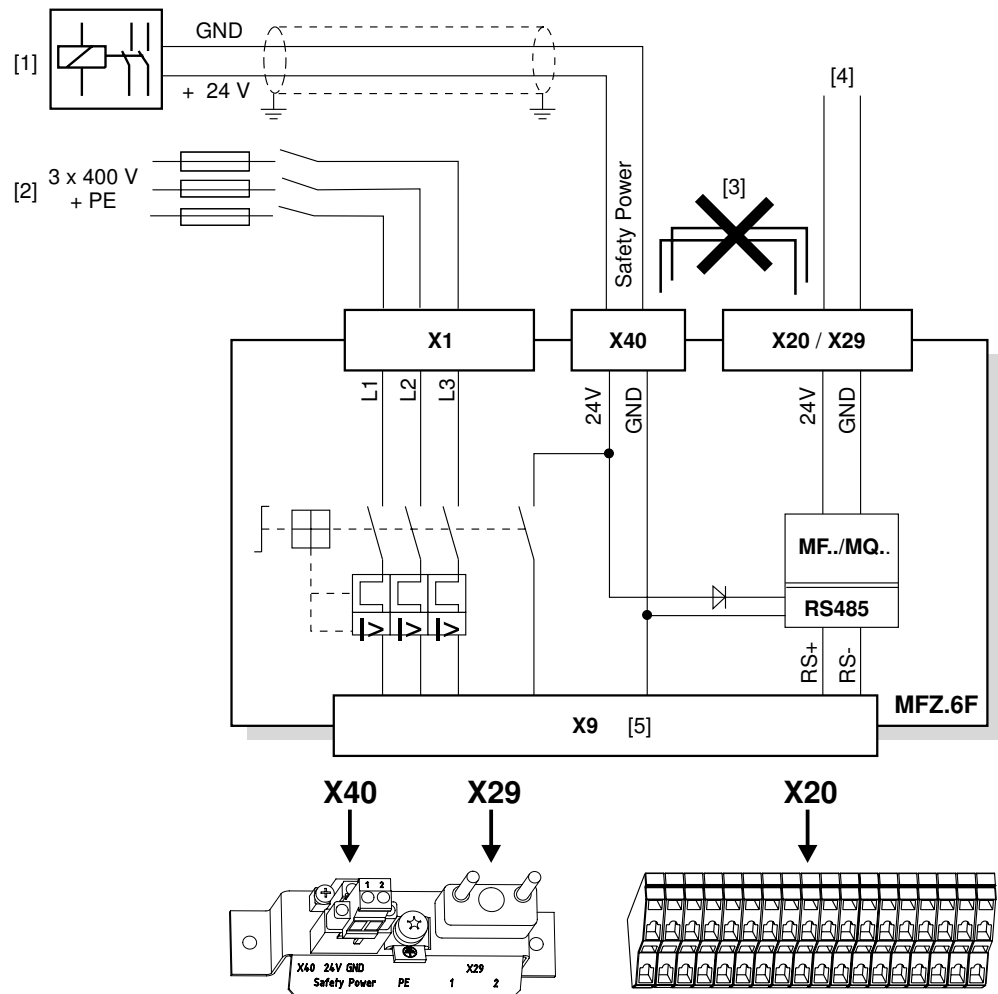 GND
[1]
+ 24 V
[4]
[2] 3 x 400 V
+ PE
Safety Power
[3]
X1
X40
X20 / X29
L1
L2
L3
24V
GND
24V
GND
MF../MQ..
RS485
I>
I>
I>
RS+
RS-
MFZ.6F
X9 [5]
X40
X29
X20
1 2
X40 24V GND X29
Safety Power PE 1 2